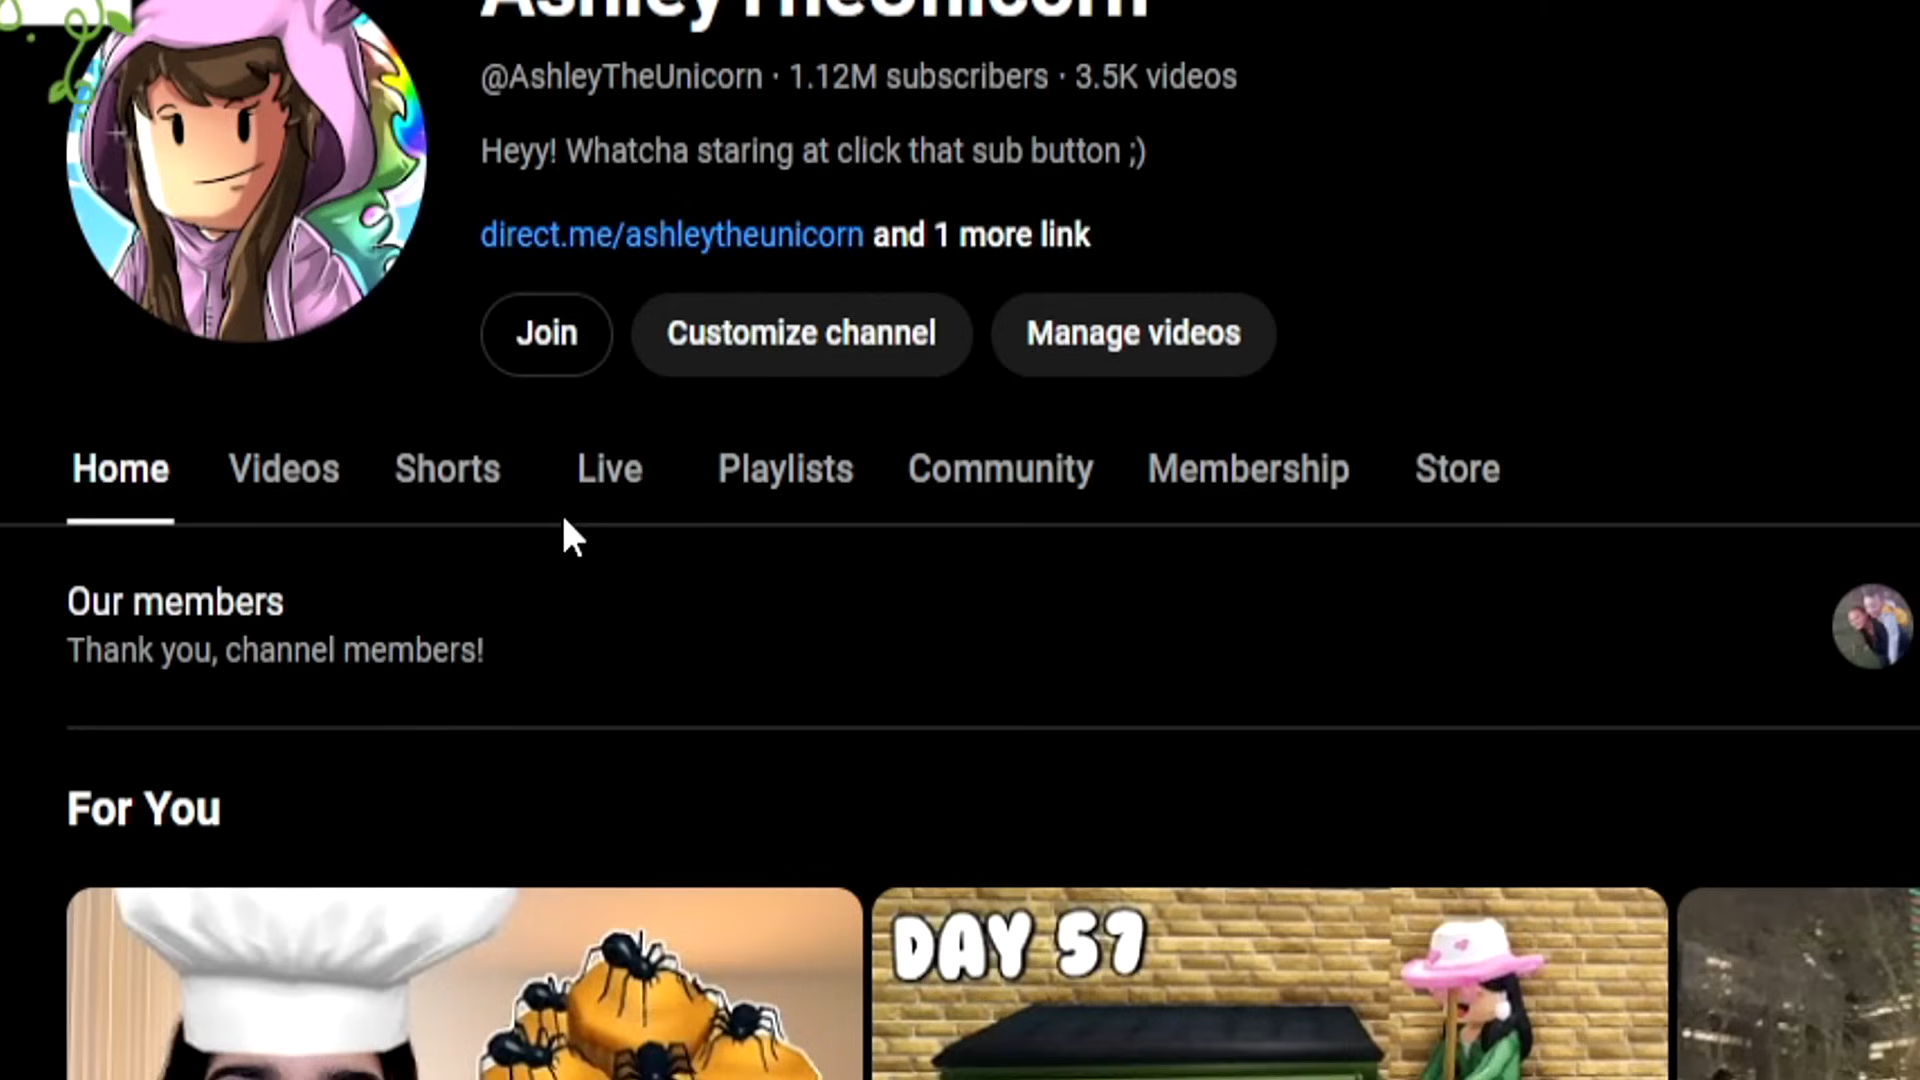 AshleyTheUnicorn
@AshleyTheUnicorn · 1.12M subscribers · 3.5K videos
Heyy! Whatcha staring at click that sub button ;)
direct.me/ashleytheunicorn and 1 more link
Join Customize channel Manage videos
Home Videos Shorts Live Playlists Community Membership Store
Our members
Thank you, channel members!
For You
DAY 57